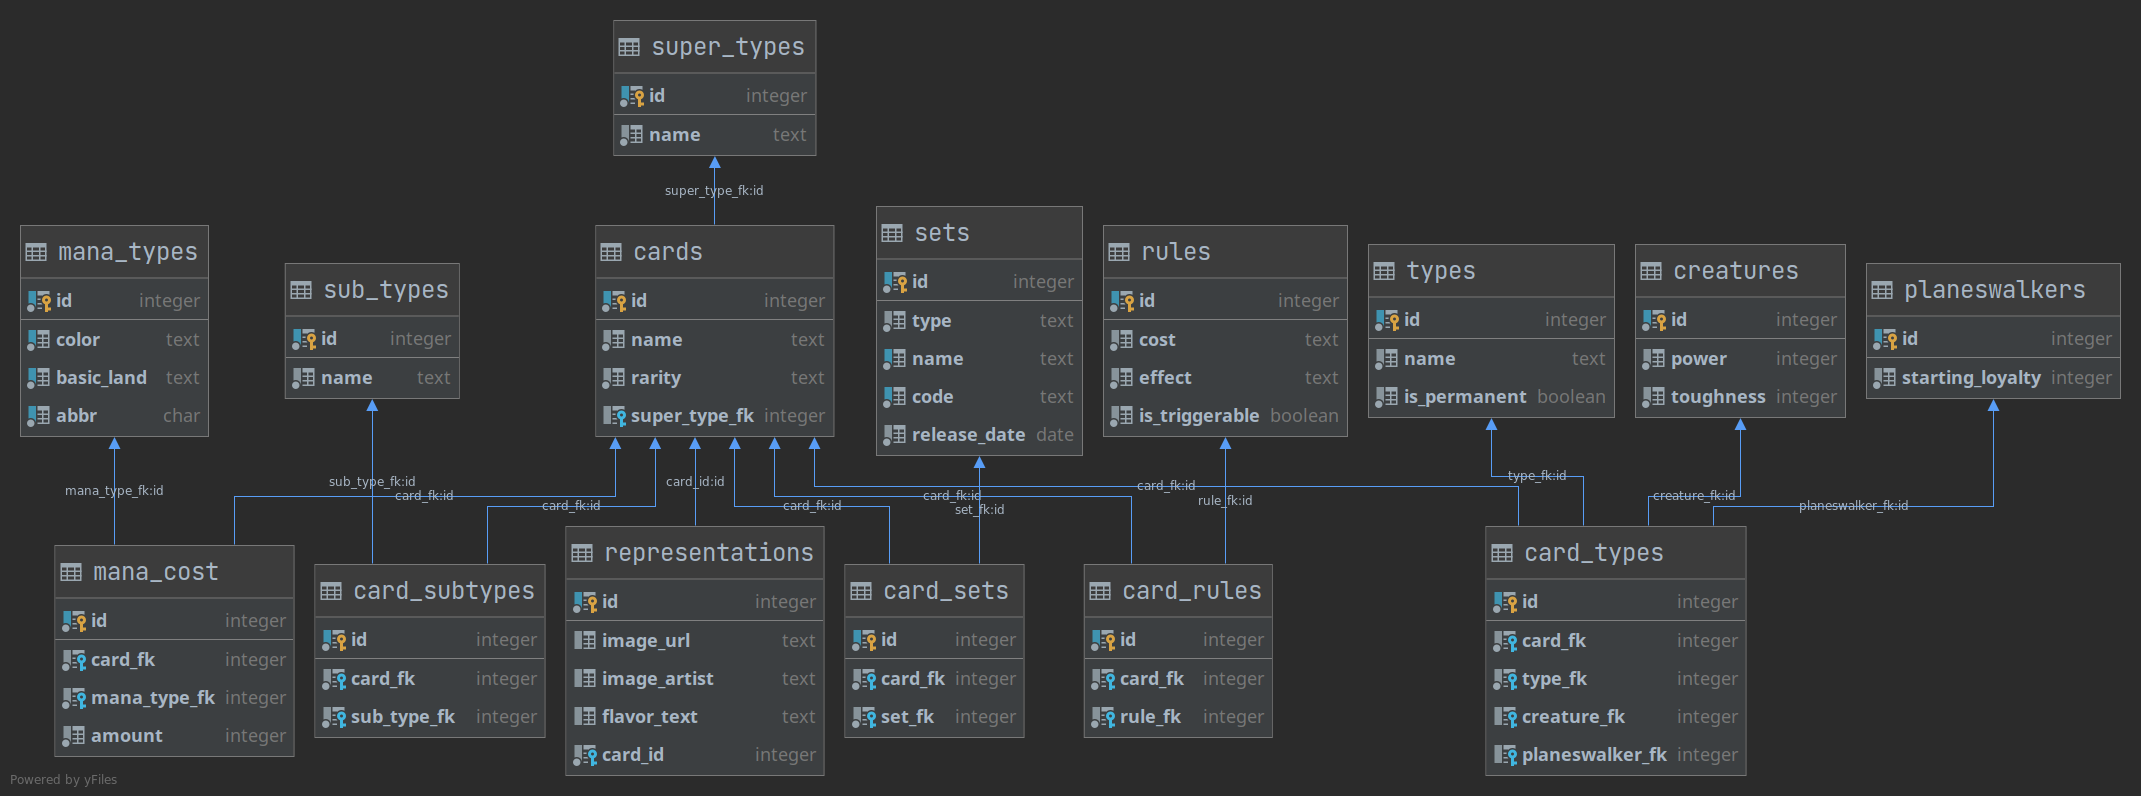 super_types
id integer
name text
super_type_fk:id
mana_types
id integer
color text
basic_land text
abbr char
sub_types
id integer
name text
cards
id integer
name text
rarity text
super_type_fk integer
sets
id integer
type text
name text
code text
release_date date
rules
id integer
cost text
effect text
is_triggerable boolean
types
id integer
name text
is_permanent boolean
creatures
id integer
power integer
toughness integer
planeswalkers
id integer
starting_loyalty integer
mana_type_fk:id
sub_type_fk:id
card_fk:id
card_fk:id
card_id:id
card_fk:id
card_fk:id
set_fk:id
card_fk:id
rule_fk:id
type_fk:id
creature_fk:id
planeswalker_fk:id
mana_cost
id integer
card_fk integer
mana_type_fk integer
amount integer
card_subtypes
id integer
card_fk integer
sub_type_fk integer
representations
id integer
image_url text
image_artist text
flavor_text text
card_id integer
card_sets
id integer
card_fk integer
set_fk integer
card_rules
id integer
card_fk integer
rule_fk integer
card_types
id integer
card_fk integer
type_fk integer
creature_fk integer
planeswalker_fk integer
Powered by yFiles